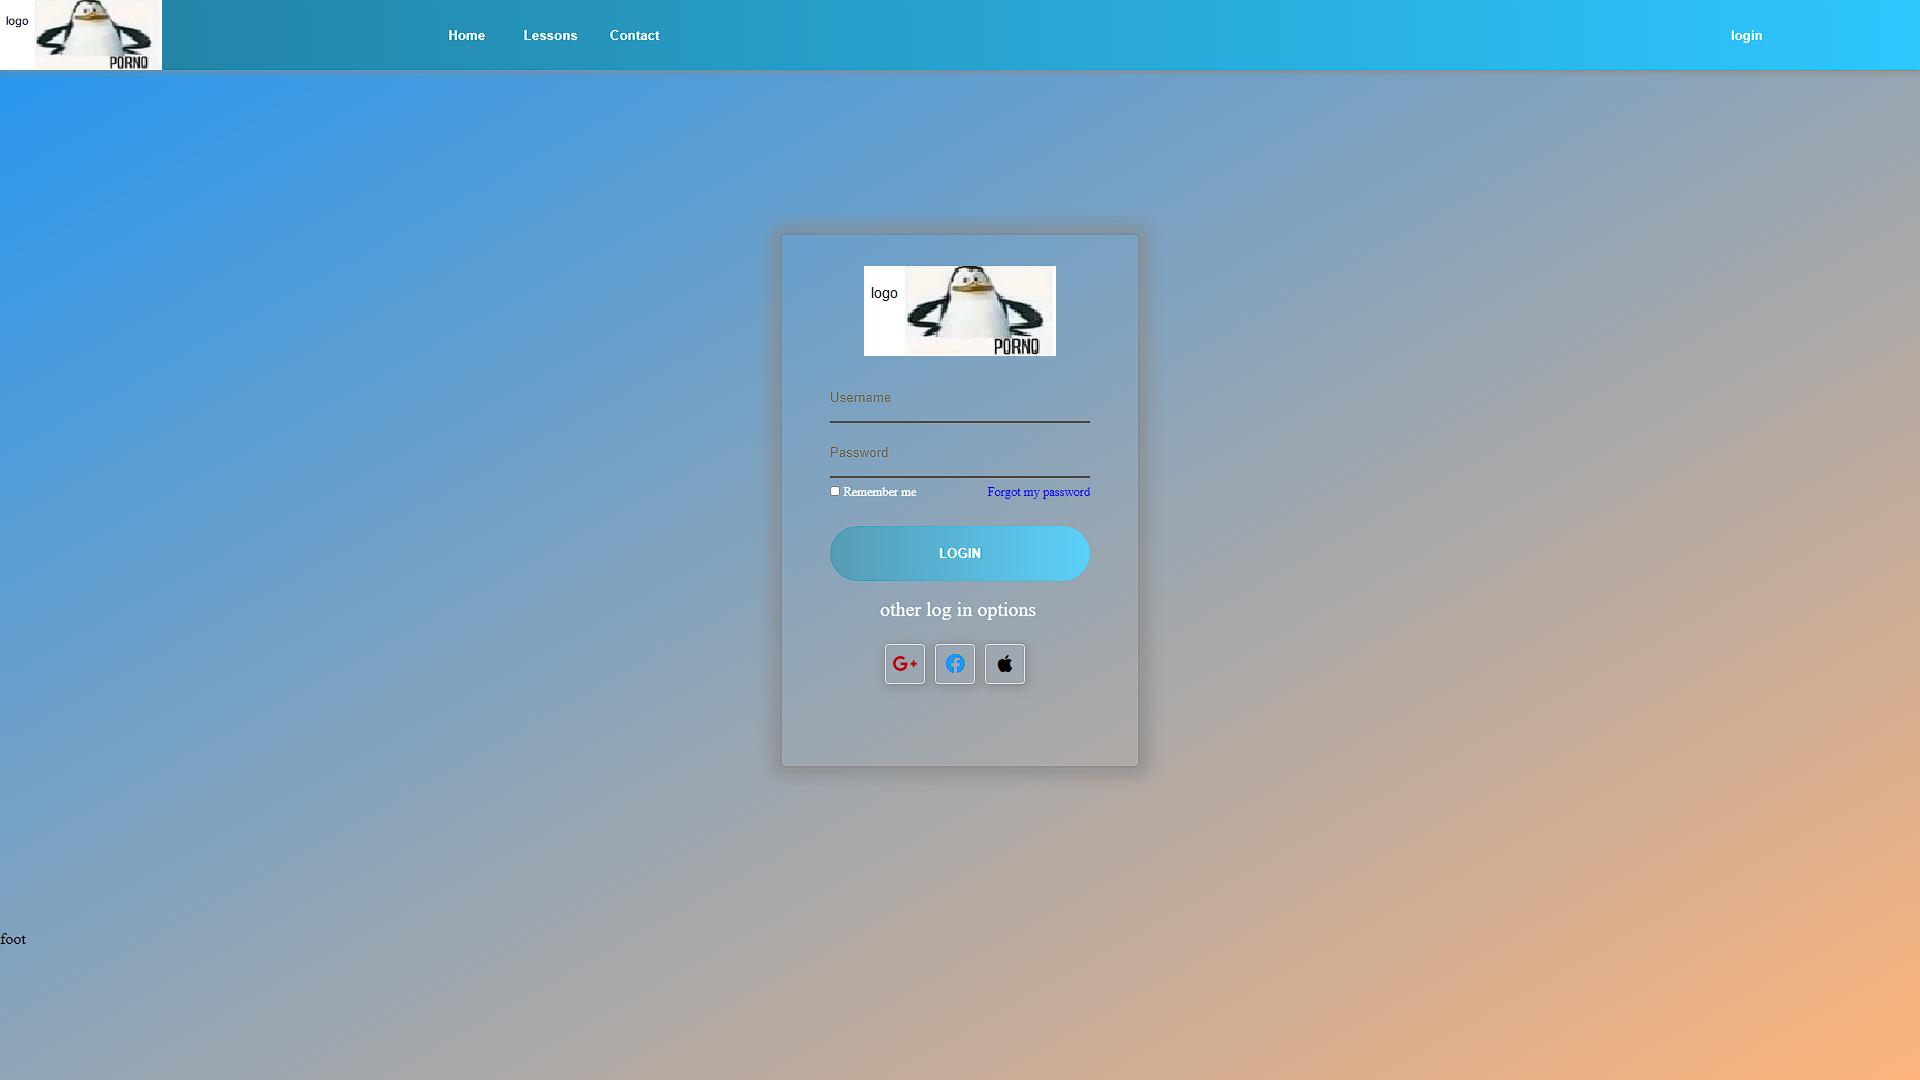 logo
PORNO
Home Lessons Contact login
logo
PORNO
Username
Password
Remember me Forgot my password
LOGIN
other log in options
G+
foot